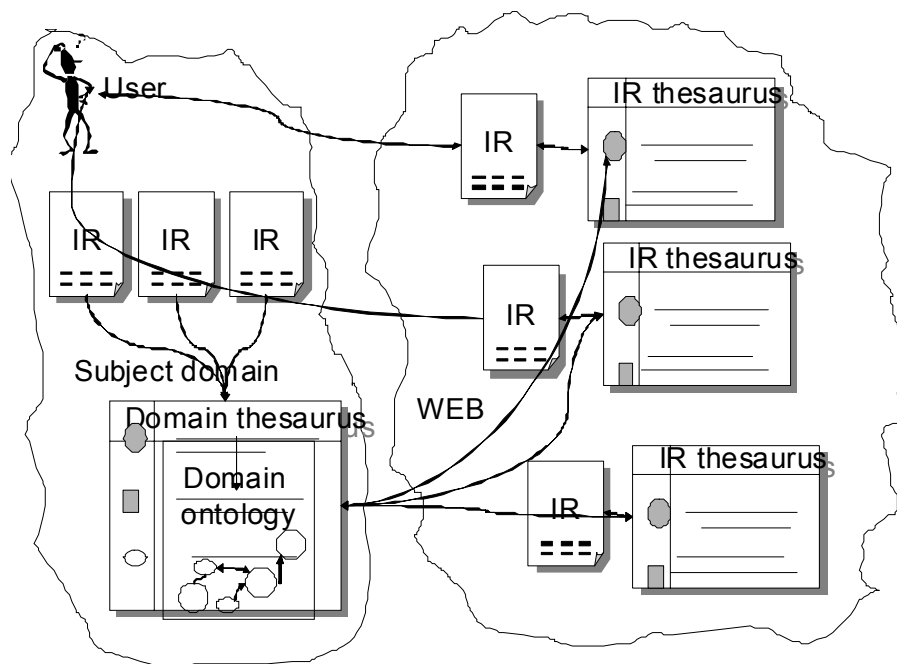 User
IR thesaurus
IR
IR IR IR
IR thesaurus
IR
Subject domain
WEB
Domain thesaurus
IR thesaurus
Domain
ontology
IR